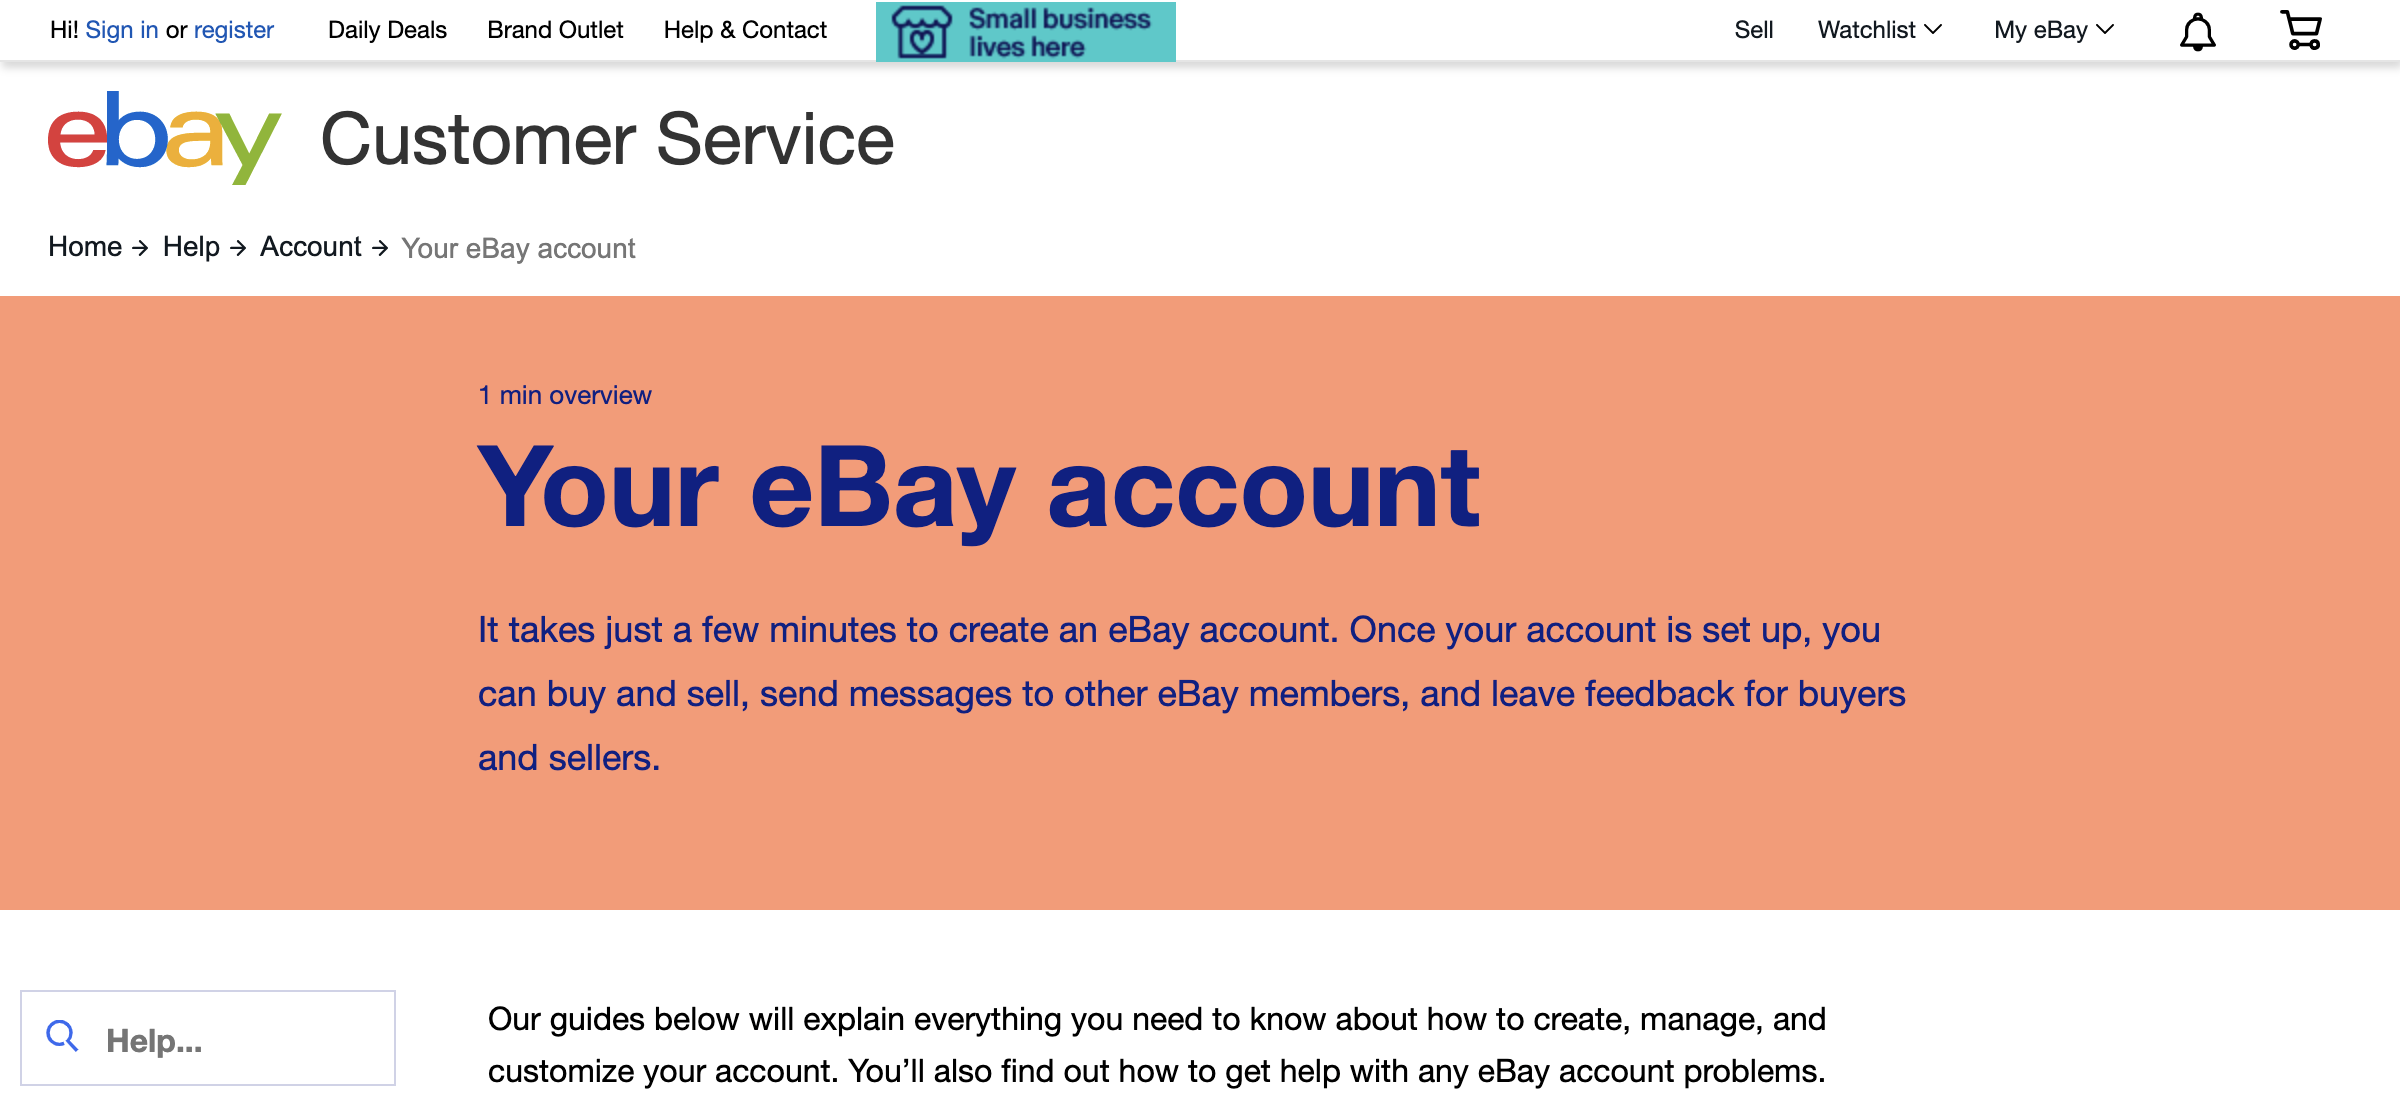 Hi! Sign in or register Daily Deals Brand Outlet Help & Contact Small business lives here Sell Watchlist My eBay
ebay Customer Service
Home → Help → Account → Your eBay account
1 min overview
Your eBay account
It takes just a few minutes to create an eBay account. Once your account is set up, you
can buy and sell, send messages to other eBay members, and leave feedback for buyers
and sellers.
Help...
Our guides below will explain everything you need to know about how to create, manage, and
customize your account. You’ll also find out how to get help with any eBay account problems.